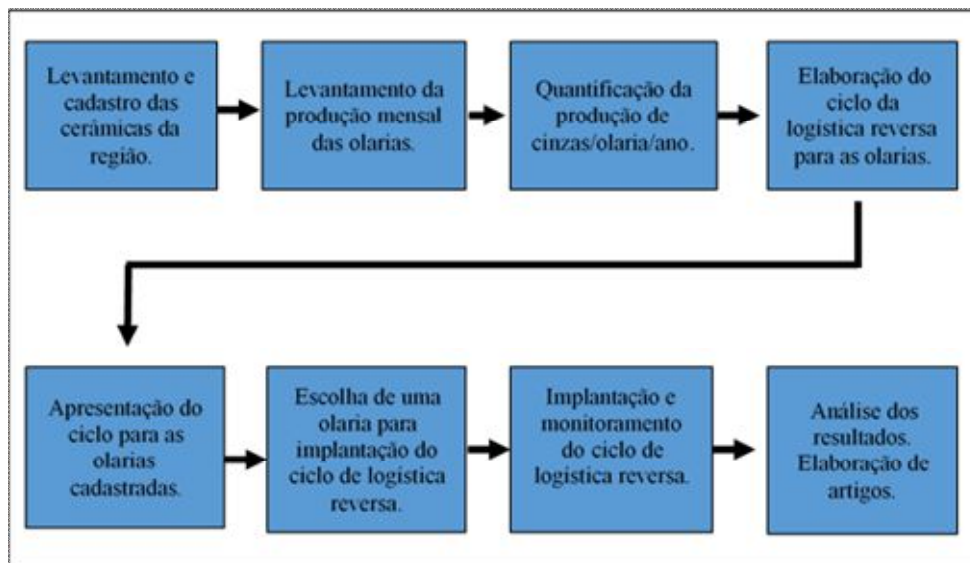 Levantamento e
cadastro das
cerâmicas da
região.
Levantamento da
produção mensal
das olarias.
Quantificação da
produção de
cinzas/olaria/ano.
Elaboração do
ciclo da
logística reversa
para as olarias.
Apresentação do
ciclo para as
olarias
cadastradas.
Escolha de uma
olaria para
implantação do
ciclo de logística
reversa.
Implantação e
monitoramento
do ciclo de
logística reversa.
Análise dos
resultados.
Elaboração de
artigos.